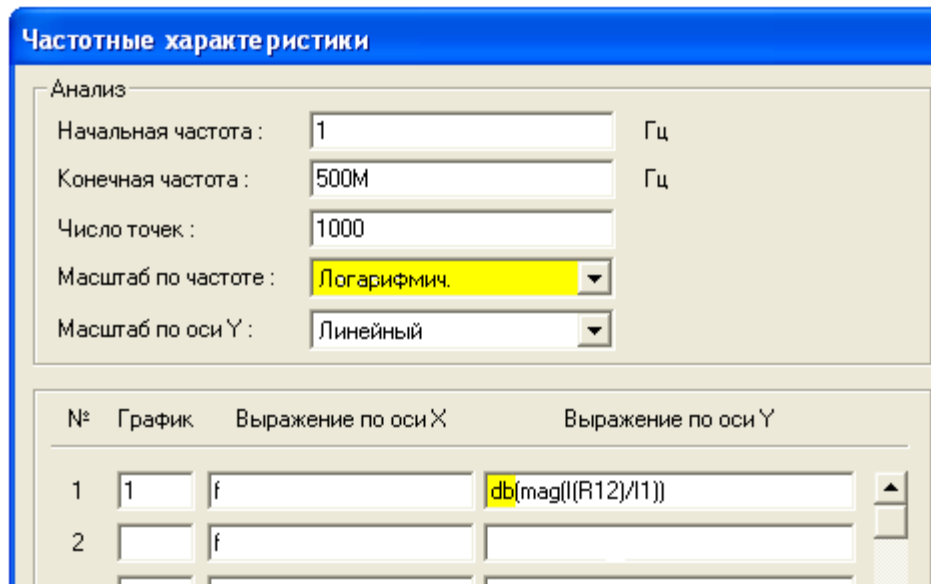 Частотные характеристики
Анализ
Начальная частота : 1 Гц
Конечная частота : 500М Гц
Число точек : 1000
Масштаб по частоте : Логарифмич.
Масштаб по оси Y : Линейный
№ График Выражение по оси X Выражение по оси Y
1 1 f db(mag(I(R12)/I1))
2 f